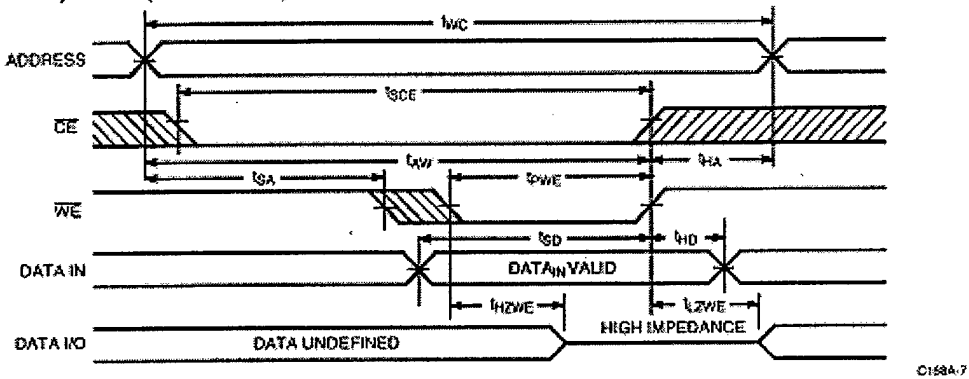 tWC
ADDRESS
tSCE
CE
tAW
tHA
tSA
tPWE
WE
tSD
tHD
DATA IN
DATAIN VALID
tHZWE
tLZWE
HIGH IMPEDANCE
DATA I/O
DATA UNDEFINED
C158A-7